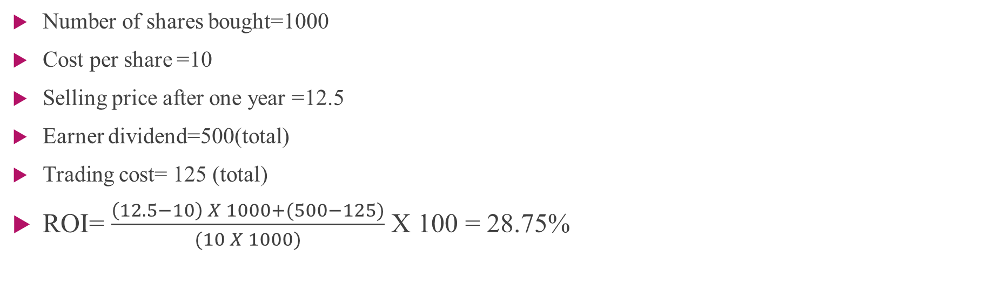 ▶ Number of shares bought=1000
▶ Cost per share =10
▶ Selling price after one year =12.5
▶ Earner dividend=500(total)
▶ Trading cost= 125 (total)
▶ ROI= \frac{(12.5−10) X 1000+(500−125)}{(10 X 1000)} X 100 = 28.75%